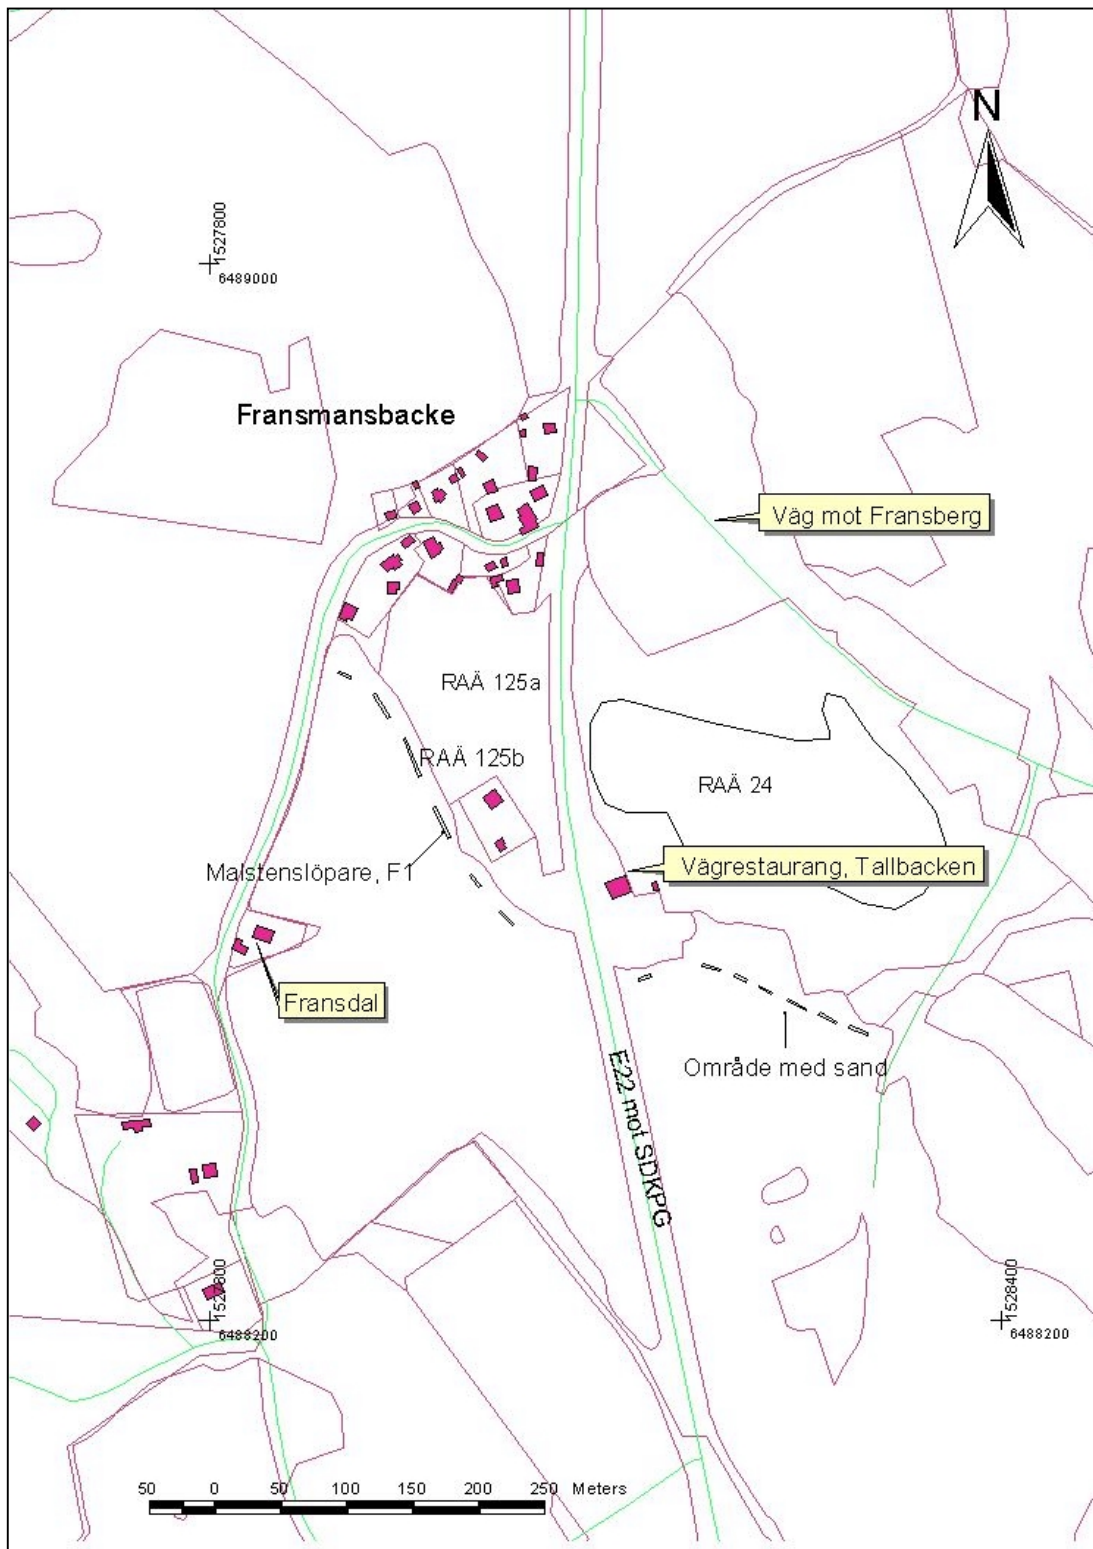 N
1527800
6489000
Fransmansbacke
Väg mot Fransberg
RAÄ 125a
RAÄ 125b
RAÄ 24
Malstenslöpare, F1
Vägrestaurang, Tallbacken
Fransdal
Område med sand
E22 mot SDKPG
1527800
6488200
1528400
6488200
50 0 50 100 150 200 250 Meters